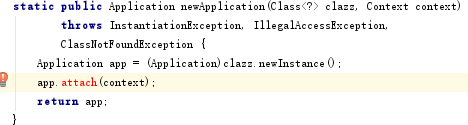 static public Application newApplication(Class<?> clazz, Context context)
throws InstantiationException, IllegalAccessException,
ClassNotFoundException {
Application app = (Application)clazz.newInstance();
app.attach(context);
return app;
}